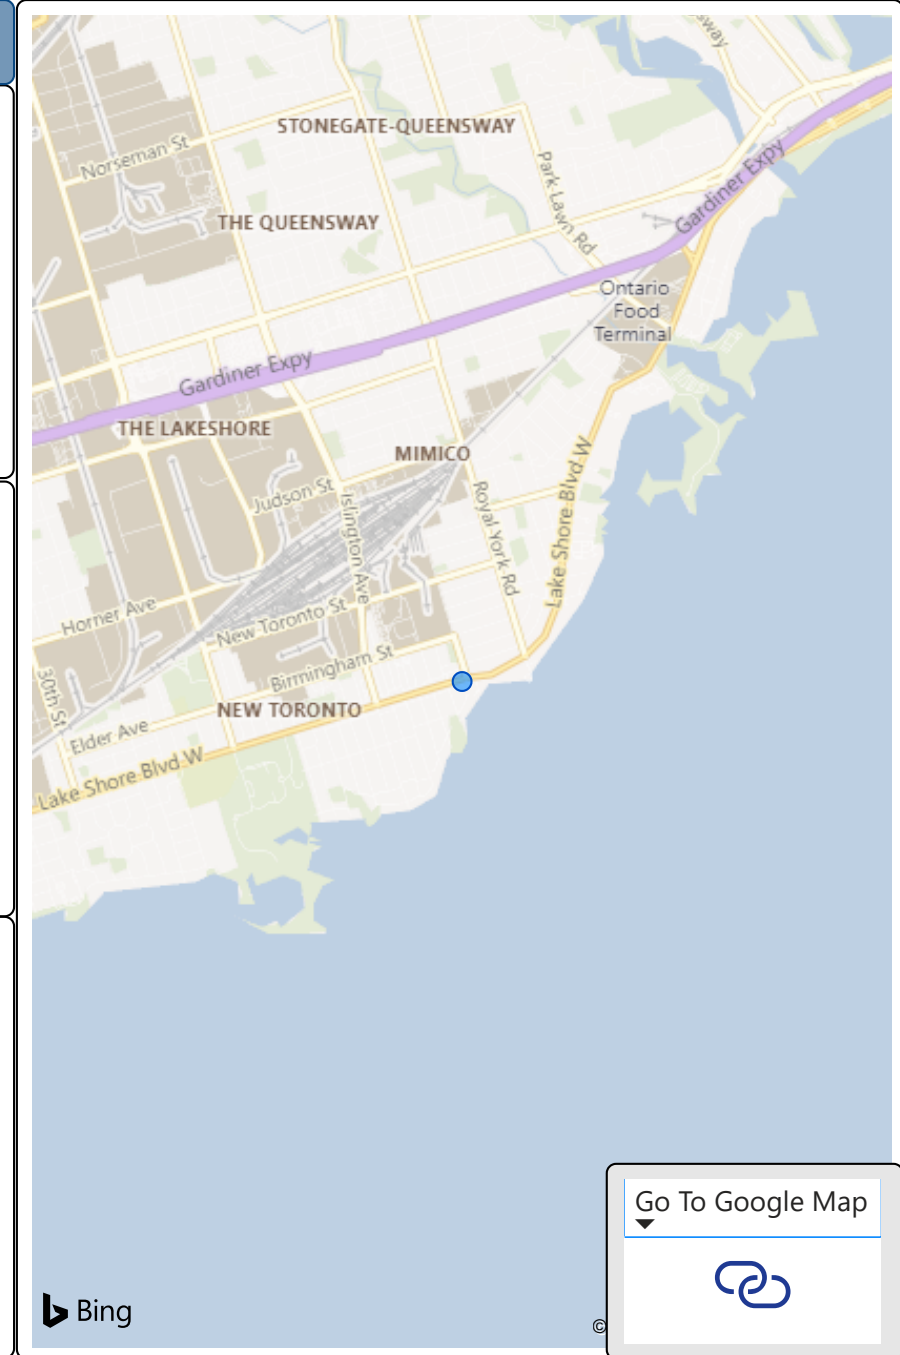 sway
STONEGATE-QUEENSWAY
Norseman St
Park Lawn Rd
Gardiner Expy
THE QUEENSWAY
Ontario
Food
Terminal
Gardiner Expy
THE LAKESHORE
MIMICO
Judson St
Islington Ave
Royal York Rd
Lake Shore Blvd W
Horner Ave
New Toronto St
Birmingham St
30th St
NEW TORONTO
Elder Ave
Lake Shore Blvd W
Go To Google Map
Bing
©